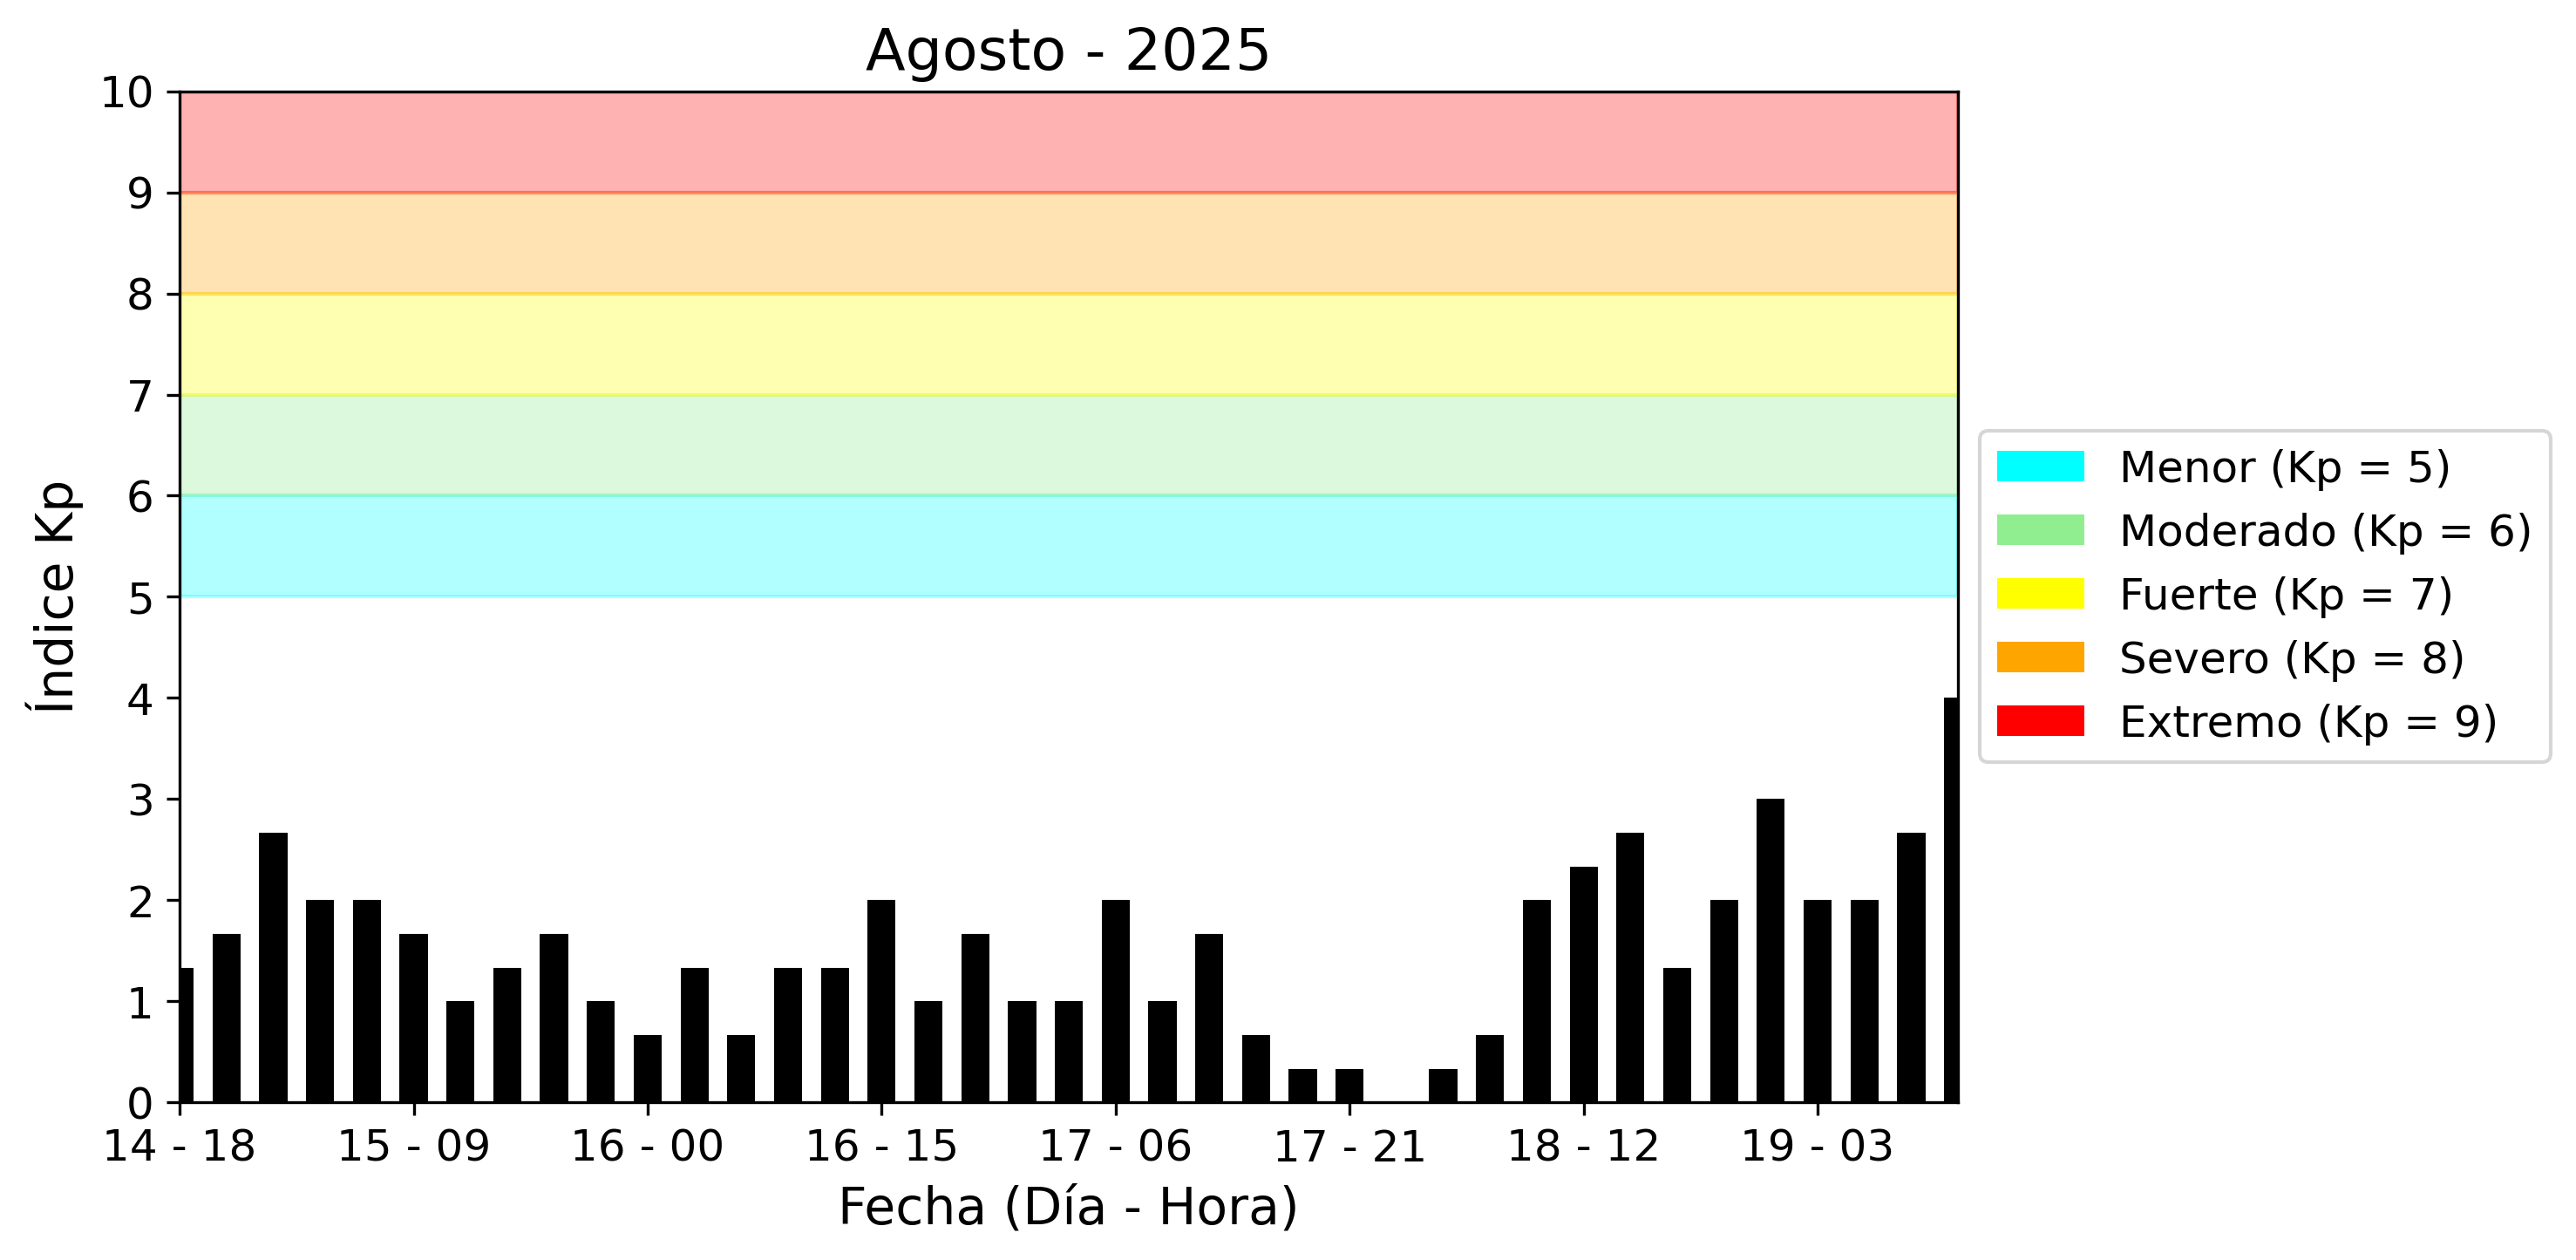 Agosto - 2025
10
9
8
7
6
5
4
3
2
1
0
Índice Kp
14 - 18
15 - 09
16 - 00
16 - 15
17 - 06
17 - 21
18 - 12
19 - 03
Fecha (Día - Hora)
Menor (Kp = 5)
Moderado (Kp = 6)
Fuerte (Kp = 7)
Severo (Kp = 8)
Extremo (Kp = 9)